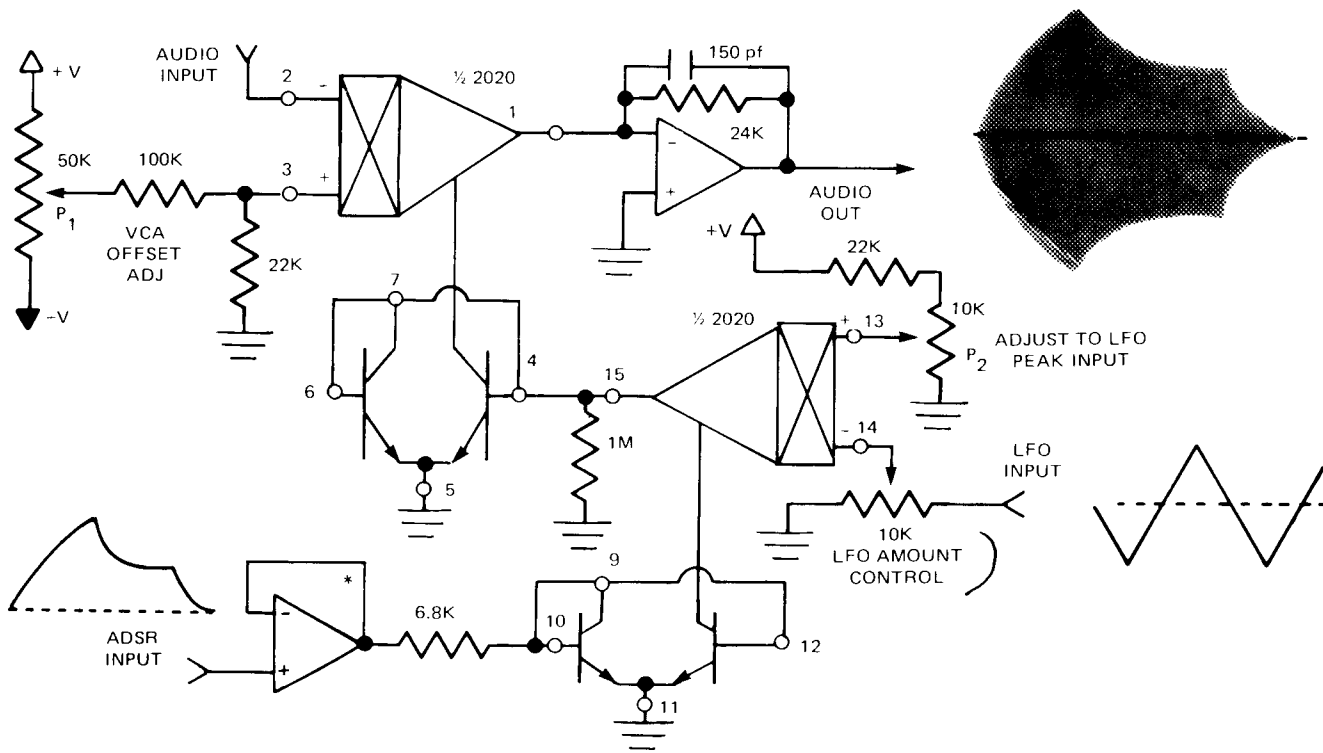 AUDIO
INPUT
+V
50K
P1
-V
100K
VCA
OFFSET
ADJ
22K
2
-
3
+
½ 2020
1
150 pf
24K
-
+
AUDIO
OUT
+V
22K
10K
P2
ADJUST TO LFO
PEAK INPUT
7
6
4
5
15
1M
½ 2020
+
13
-
14
LFO
INPUT
10K
LFO AMOUNT
CONTROL
ADSR
INPUT
-
+
*
6.8K
9
10
12
11